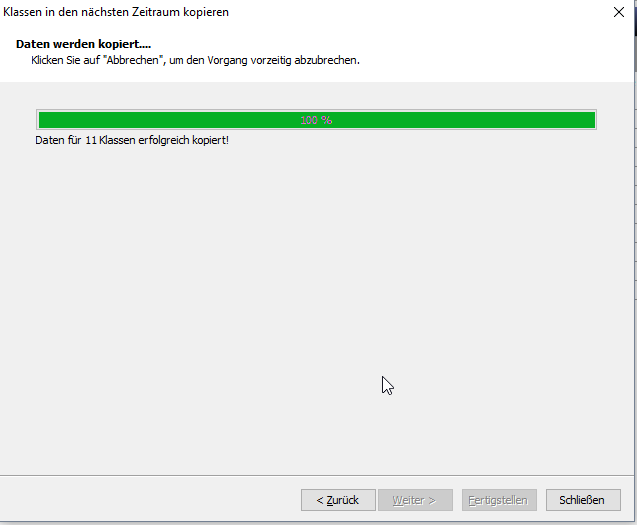 Klassen in den nächsten Zeitraum kopieren
Daten werden kopiert....
Klicken Sie auf "Abbrechen", um den Vorgang vorzeitig abzubrechen.
100 %
Daten für 11 Klassen erfolgreich kopiert!
< Zurück Weiter > Fertigstellen Schließen